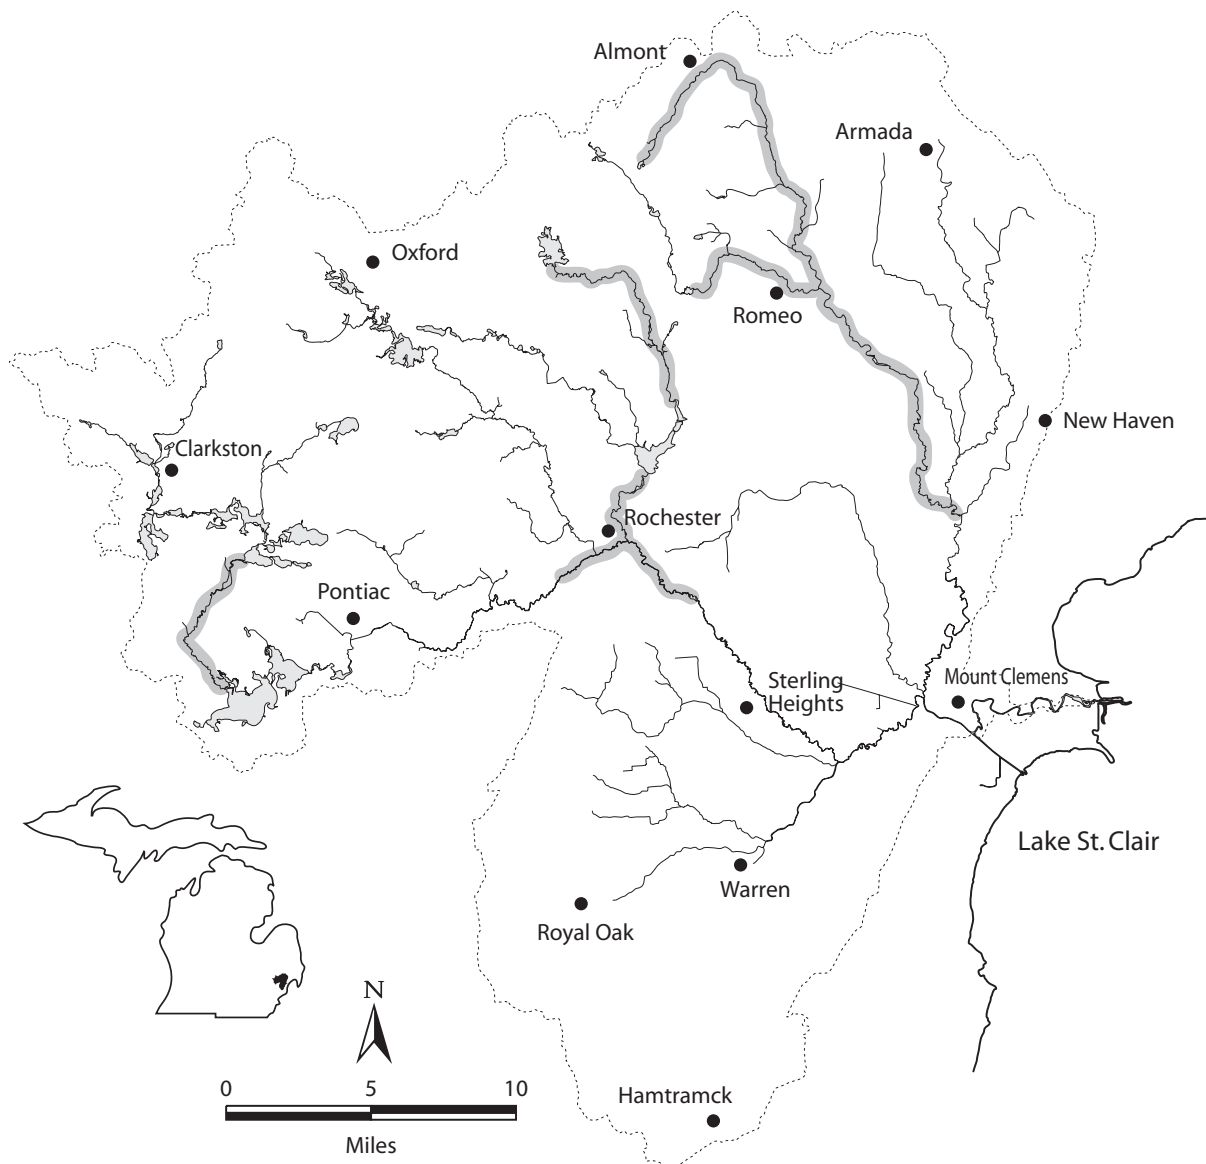 Almont
Armada
Oxford
Romeo
New Haven
Clarkston
Rochester
Pontiac
Mount Clemens
Sterling
Heights
Lake St. Clair
Warren
Royal Oak
N
0 5 10
Miles
Hamtramck